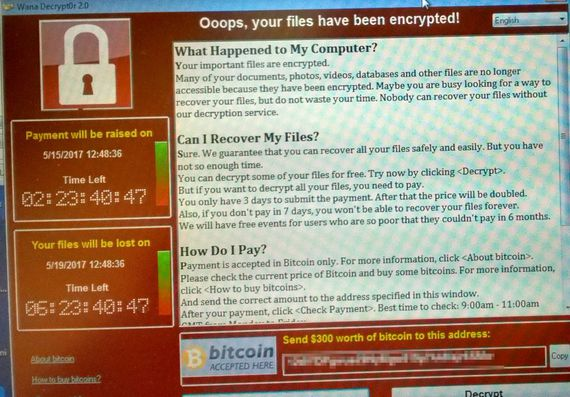 Wana Decrypt0r 2.0
Ooops, your files have been encrypted!
English
What Happened to My Computer?
Your important files are encrypted.
Many of your documents, photos, videos, databases and other files are no longer
accessible because they have been encrypted. Maybe you are busy looking for a way to
recover your files, but do not waste your time. Nobody can recover your files without
our decryption service.
Can I Recover My Files?
Sure. We guarantee that you can recover all your files safely and easily. But you have
not so enough time.
You can decrypt some of your files for free. Try now by clicking <Decrypt>.
But if you want to decrypt all your files, you need to pay.
You only have 3 days to submit the payment. After that the price will be doubled.
Also, if you don't pay in 7 days, you won't be able to recover your files forever.
We will have free events for users who are so poor that they couldn't pay in 6 months.
How Do I Pay?
Payment is accepted in Bitcoin only. For more information, click <About bitcoin>.
Please check the current price of Bitcoin and buy some bitcoins. For more information,
click <How to buy bitcoins>.
And send the correct amount to the address specified in this window.
After your payment, click <Check Payment>. Best time to check: 9:00am - 11:00am
GMT from Monday to Friday.
Payment will be raised on
5/15/2017 12:48:36
Time Left
02:23:40:47
Your files will be lost on
5/19/2017 12:48:36
Time Left
06:23:40:47
About bitcoin
How to buy bitcoins?
bitcoin
ACCEPTED HERE
Send $300 worth of bitcoin to this address:
Copy
Decrypt